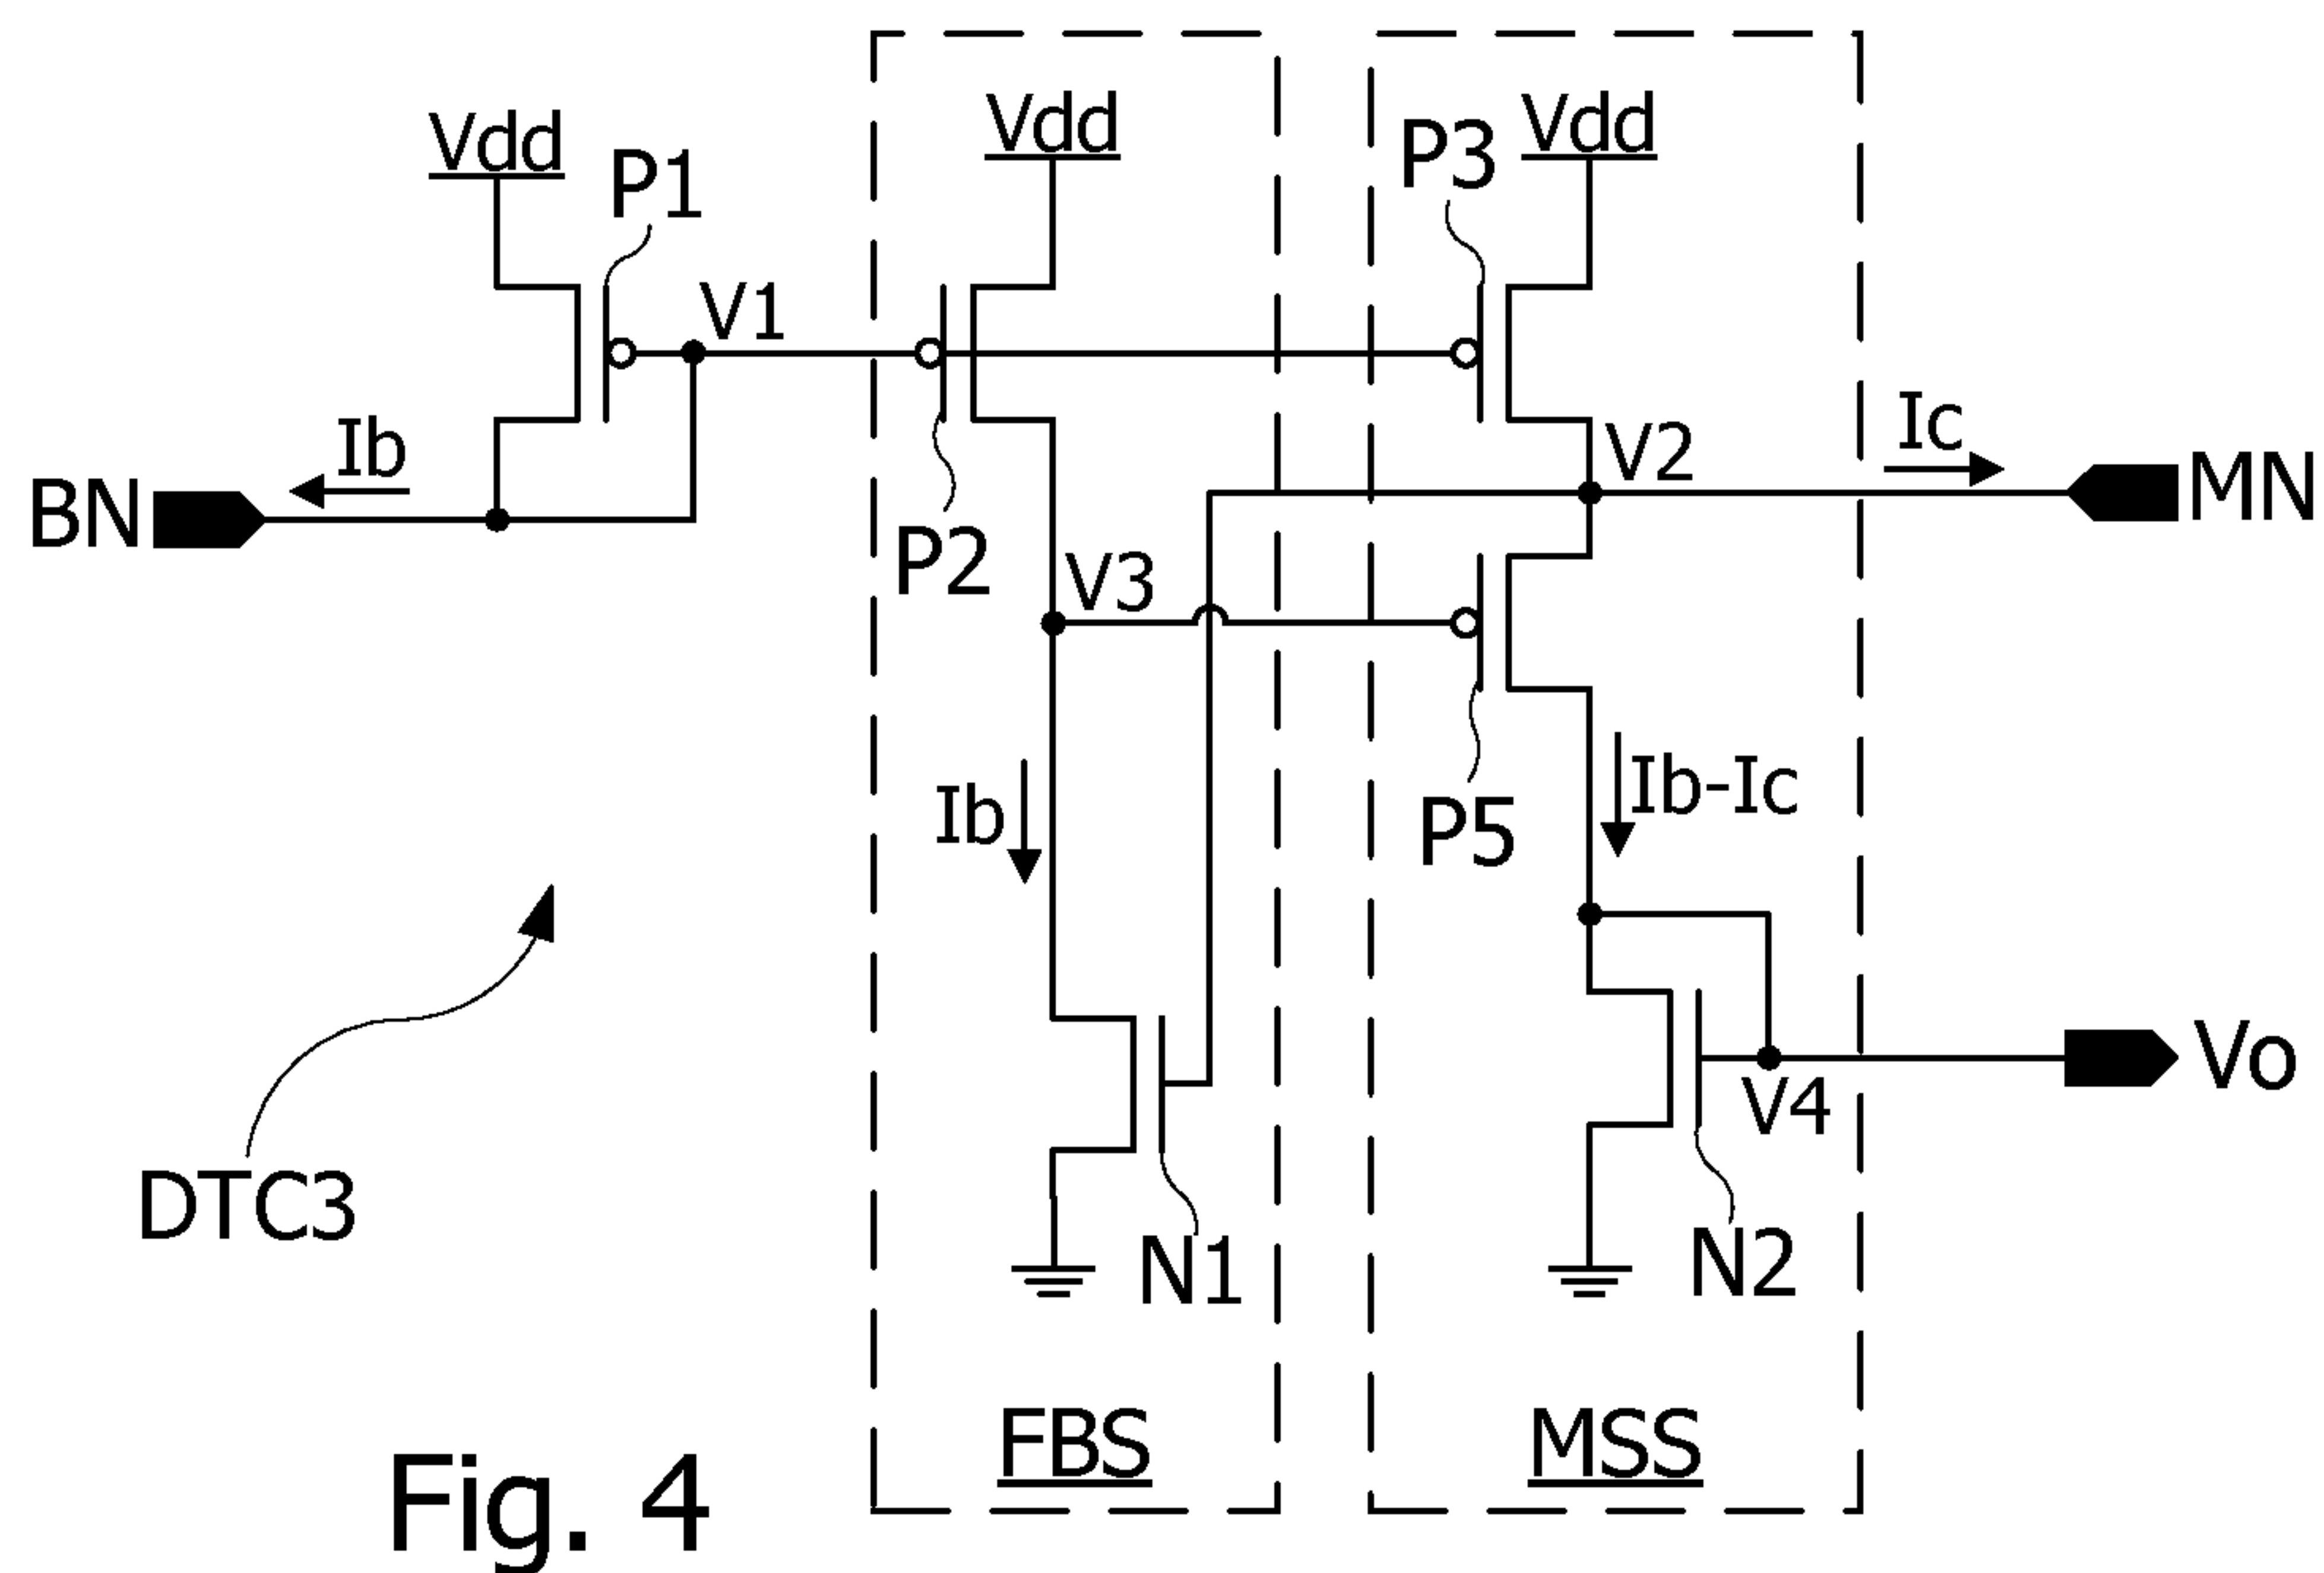 Vdd
Vdd
Vdd
P1
P3
V1
Ib
V2
Ic
BN
MN
P2
V3
Ib
Ib-Ic
P5
Vo
V4
DTC3
N1
N2
FBS
MSS
Fig. 4